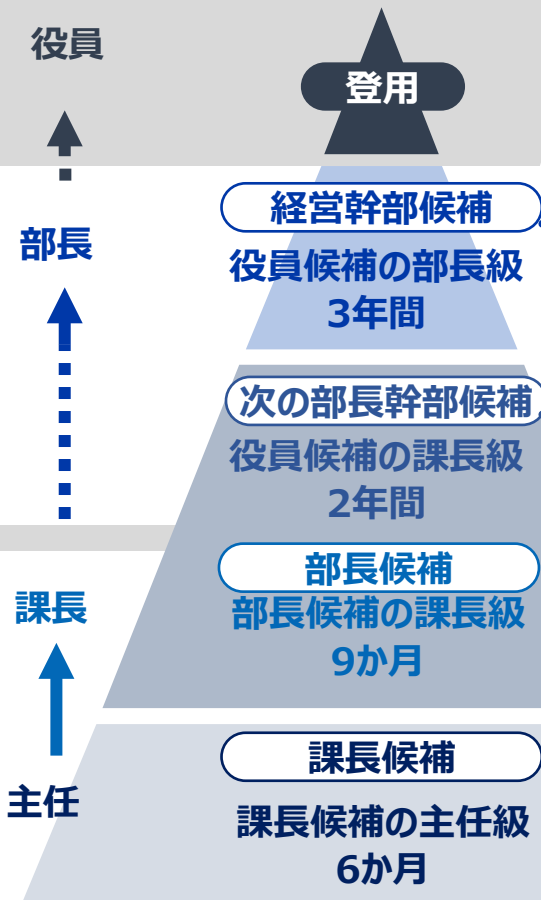 役員
登用
経営幹部候補
部長
役員候補の部長級
3年間
次の部長幹部候補
役員候補の課長級
2年間
部長候補
課長
部長候補の課長級
9か月
課長候補
主任
課長候補の主任級
6か月